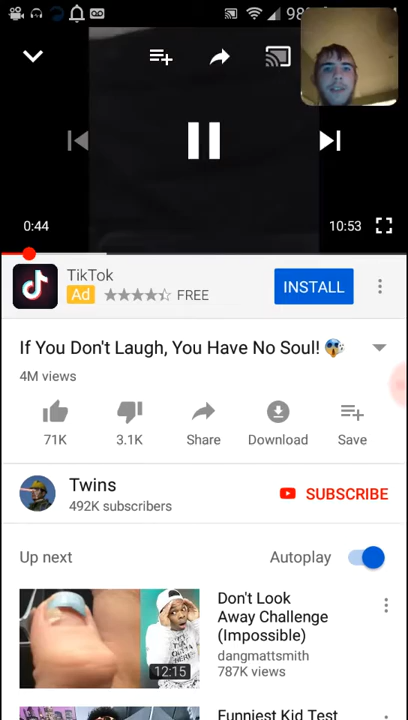 98
0:44
10:53
TikTok
Ad FREE
INSTALL
If You Don't Laugh, You Have No Soul! 😱
4M views
71K
3.1K
Share
Download
Save
Twins
492K subscribers
SUBSCRIBE
Up next
Autoplay
12:15
Don't Look
Away Challenge
(Impossible)
dangmattsmith
787K views
Funniest Kid Test